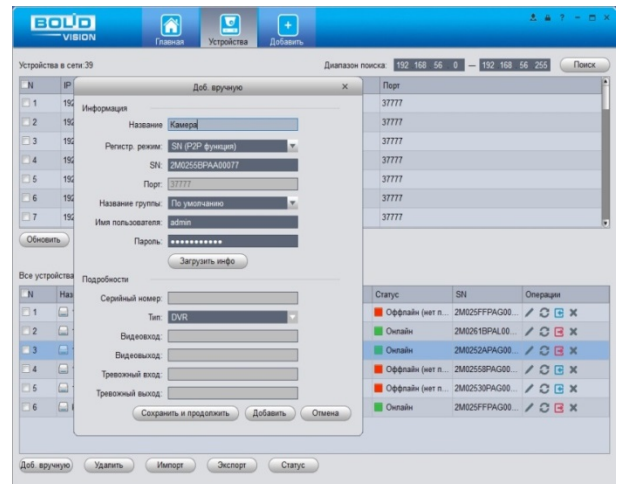 BOLID
VISION
Главная
Устройства
Добавить
Устройства в сети:39
Диапазон поиска: 192 168 56 0 — 192 168 56 255 Поиск
N IP Порт
1 192 37777
2 192 37777
3 192 37777
4 192 37777
5 192 37777
6 192 37777
7 192 37777
Обновить
Доб. вручную
Информация
Название Камера
Регистр. режим: SN (P2P функция)
SN: 2M0255BPAA00077
Порт: 37777
Название группы: По умолчанию
Имя пользователя: admin
Пароль: •••••••••••
Загрузить инфо
Подробности
Серийный номер:
Тип: DVR
Видеовход:
Видеовыход:
Тревожный вход:
Тревожный выход:
Сохранить и продолжить Добавить Отмена
Все устройства
N Наз Статус SN Операции
1 Оффлайн (нет п... 2M025FFPAG00...
2 Онлайн 2M0261BPAL00...
3 Онлайн 2M0252APAG00...
4 Оффлайн (нет п... 2M02558PAG00...
5 Оффлайн (нет п... 2M02530PAG00...
6 Онлайн 2M025FFPAG00...
Доб. вручную Удалить Импорт Экспорт Статус